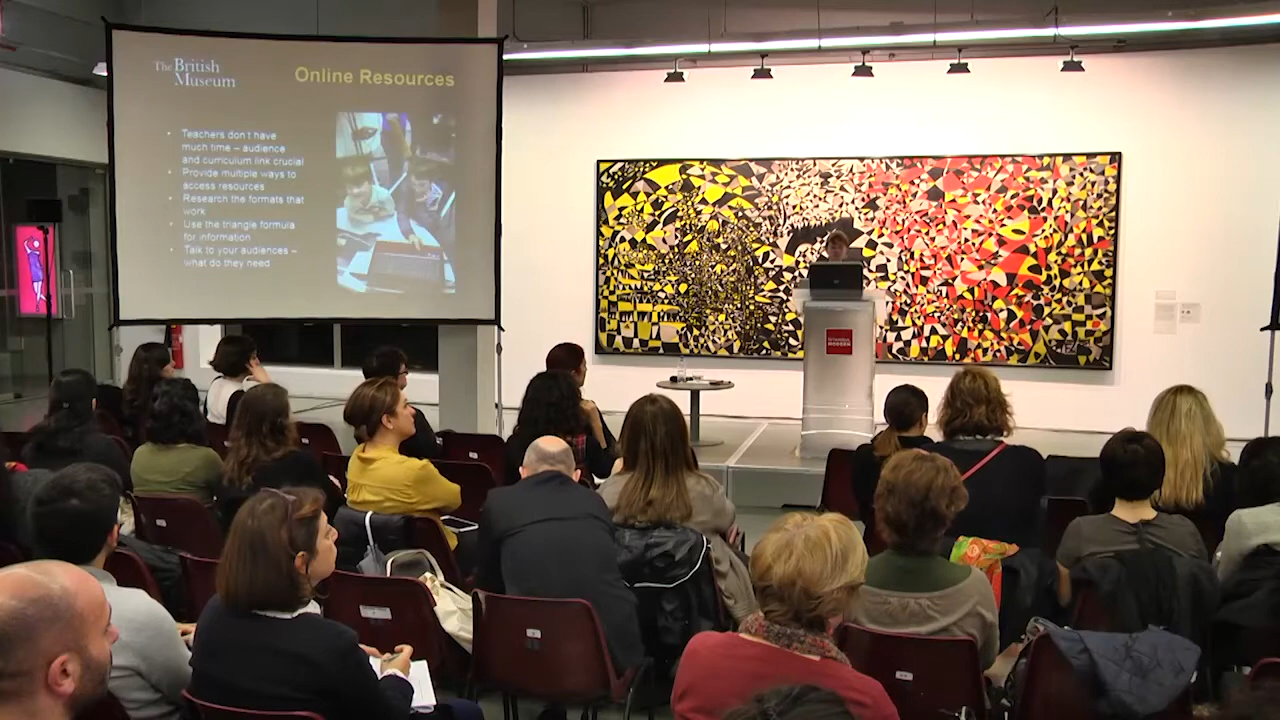 The British
Museum
Online Resources
• Teachers don't have
much time – audience
and curriculum link crucial
• Provide multiple ways to
access resources
• Research the formats that
work
• Use the triangle formula
for information
• Talk to your audiences –
what do they need
İSTANBUL
MODERN